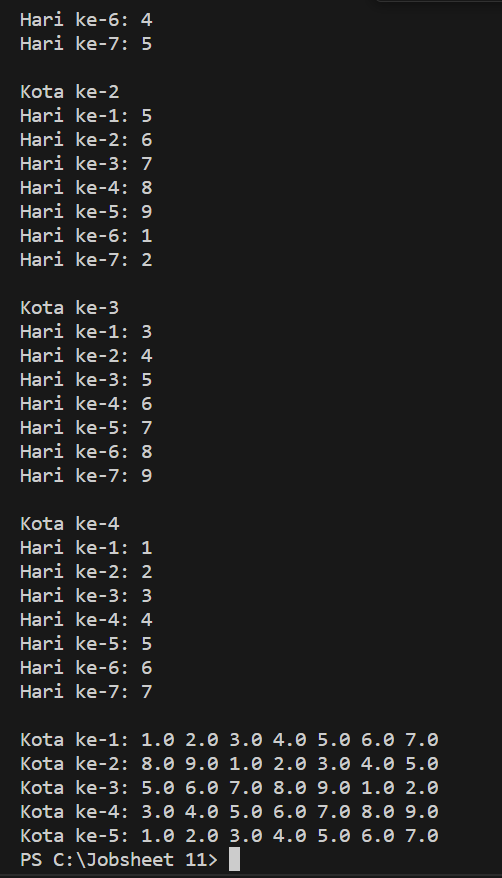 Hari ke-6: 4
Hari ke-7: 5
Kota ke-2
Hari ke-1: 5
Hari ke-2: 6
Hari ke-3: 7
Hari ke-4: 8
Hari ke-5: 9
Hari ke-6: 1
Hari ke-7: 2
Kota ke-3
Hari ke-1: 3
Hari ke-2: 4
Hari ke-3: 5
Hari ke-4: 6
Hari ke-5: 7
Hari ke-6: 8
Hari ke-7: 9
Kota ke-4
Hari ke-1: 1
Hari ke-2: 2
Hari ke-3: 3
Hari ke-4: 4
Hari ke-5: 5
Hari ke-6: 6
Hari ke-7: 7
Kota ke-1: 1.0 2.0 3.0 4.0 5.0 6.0 7.0
Kota ke-2: 8.0 9.0 1.0 2.0 3.0 4.0 5.0
Kota ke-3: 5.0 6.0 7.0 8.0 9.0 1.0 2.0
Kota ke-4: 3.0 4.0 5.0 6.0 7.0 8.0 9.0
Kota ke-5: 1.0 2.0 3.0 4.0 5.0 6.0 7.0
PS C:\Jobsheet 11>